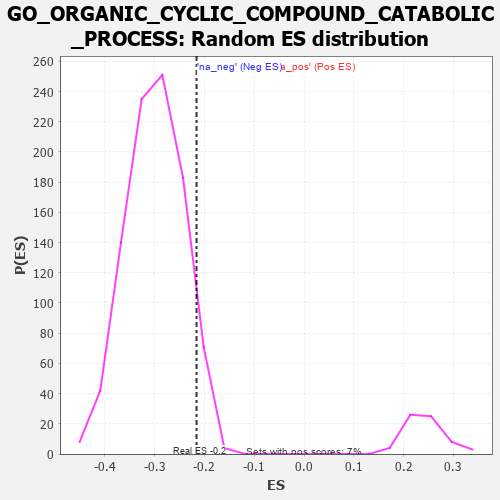 GO_ORGANIC_CYCLIC_COMPOUND_CATABOLIC
_PROCESS: Random ES distribution
'na_neg' (Neg ES)
a_pos' (Pos ES)
260
240
220
200
180
160
140
120
100
80
60
40
20
0
P(ES)
Real ES -0.2
Sets with pos scores: 7%
-0.4
-0.3
-0.2
-0.1
0.0
0.1
0.2
0.3
ES